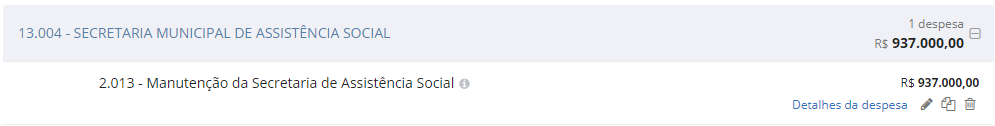 13.004 - SECRETARIA MUNICIPAL DE ASSISTÊNCIA SOCIAL
1 despesa
R$ 937.000,00
2.013 - Manutenção da Secretaria de Assistência Social
R$ 937.000,00
Detalhes da despesa